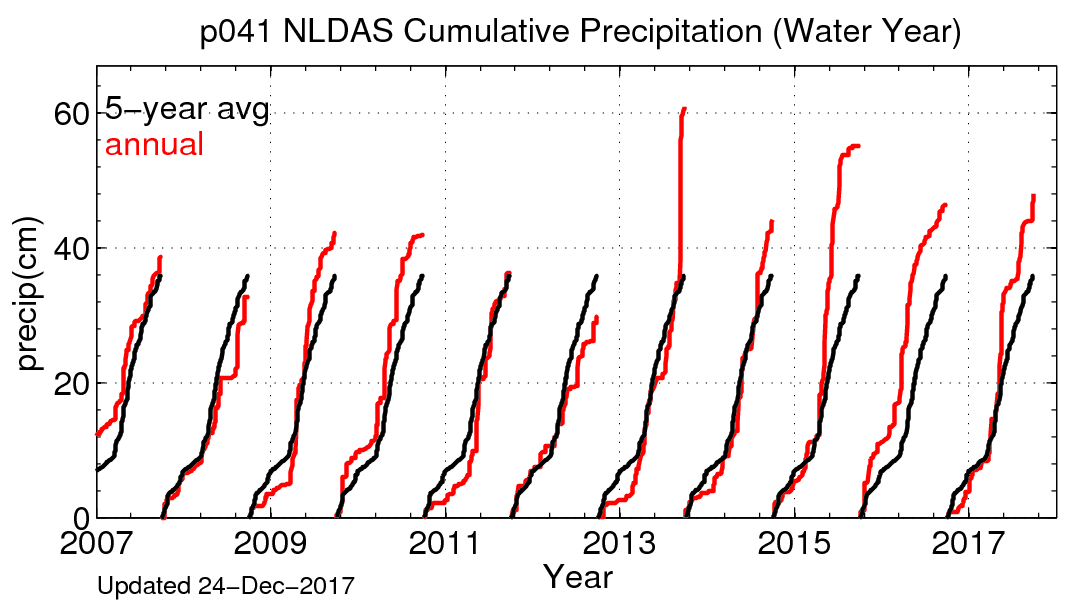 p041 NLDAS Cumulative Precipitation (Water Year)
60
5−year avg
annual
40
20
0
precip(cm)
2007
2009
2011
2013
2015
2017
Year
Updated 24−Dec−2017